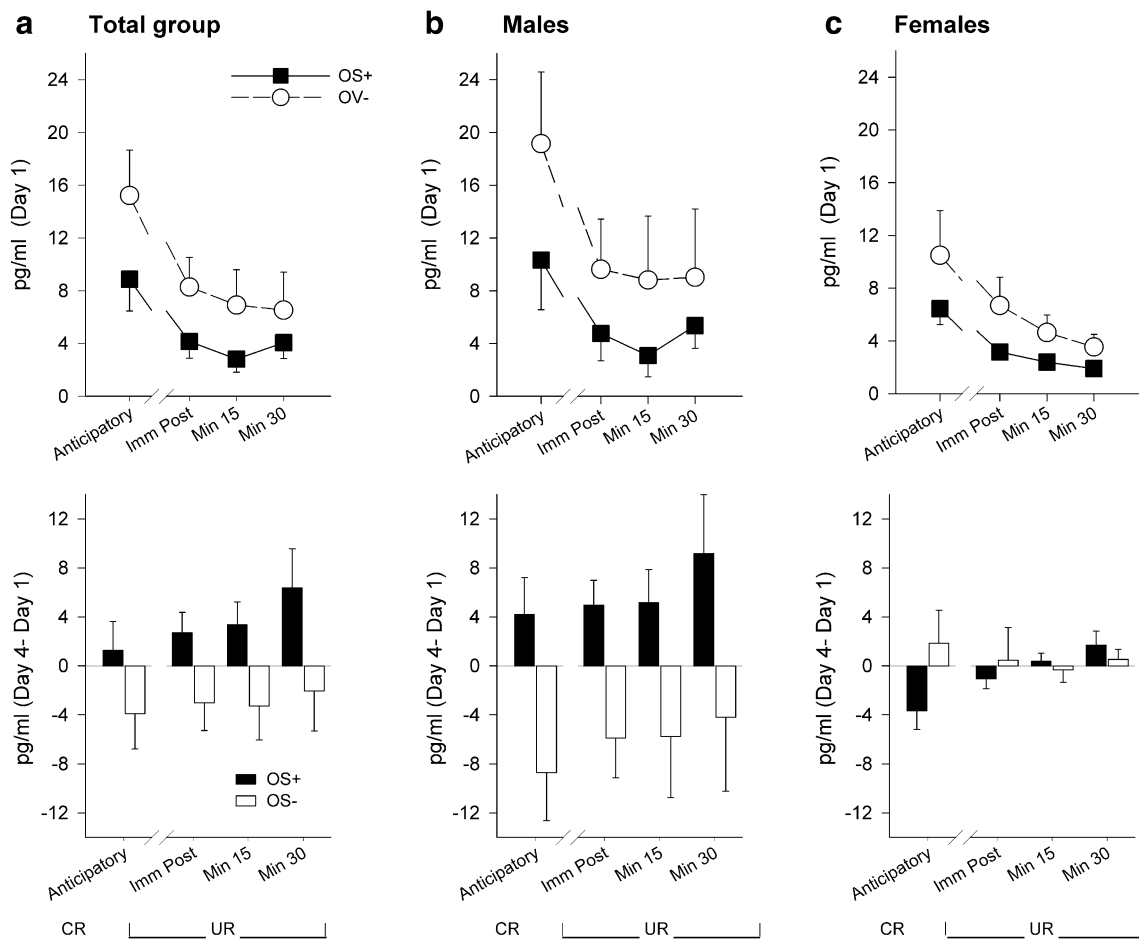 a Total group
24
20
16
12
8
4
0
pg/ml (Day 1)
OS+
OV-
Anticipatory
Imm Post
Min 15
Min 30
b Males
24
20
16
12
8
4
0
pg/ml (Day 1)
Anticipatory
Imm Post
Min 15
Min 30
c Females
24
20
16
12
8
4
0
pg/ml (Day 1)
Anticipatory
Imm Post
Min 15
Min 30
12
8
4
0
-4
-8
-12
pg/ml (Day 4- Day 1)
OS+
OS-
Anticipatory
Imm Post
Min 15
Min 30
CR
UR
12
8
4
0
-4
-8
-12
pg/ml (Day 4- Day 1)
Anticipatory
Imm Post
Min 15
Min 30
CR
UR
12
8
4
0
-4
-8
-12
pg/ml (Day 4- Day 1)
Anticipatory
Imm Post
Min 15
Min 30
CR
UR